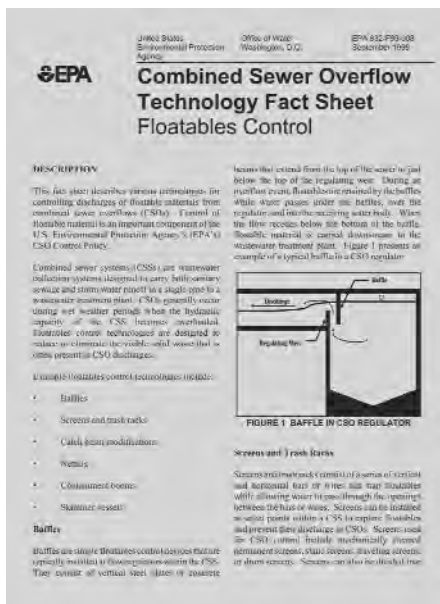 United States
Environmental Protection
Agency
Office of Water
Washington, D.C.
EPA 832-F-99-008
September 1999
EPA
Combined Sewer Overflow
Technology Fact Sheet
Floatables Control
DESCRIPTION
This fact sheet describes various technologies for
controlling discharges of floatable materials from
combined sewer overflows (CSOs). Control of
floatable material is an important component of the
U.S. Environmental Protection Agency's (EPA's)
CSO Control Policy.
Combined sewer systems (CSSs) are wastewater
collection systems designed to carry both sanitary
sewage and storm water runoff in a single pipe to a
wastewater treatment plant. CSOs generally occur
during wet weather periods when the hydraulic
capacity of the CSS becomes overloaded.
Floatables control technologies are designed to
reduce or eliminate the visible solid waste that is
often present in CSO discharges.
Example floatables control technologies include:
• Baffles
• Screens and trash racks
• Catch basin modifications
• Netting
• Containment booms
• Skimmer vessels
Baffles
Baffles are simple floatables control devices that are
typically installed at flow regulators within the CSS.
They consist of vertical steel plates or concrete
beams that extend from the top of the sewer to just
below the top of the regulating weir. During an
overflow event, floatables are retained by the baffles
while water passes under the baffles, over the
regulator, and into the receiving water body. When
the flow recedes below the bottom of the baffle,
floatable material is carried downstream to the
wastewater treatment plant. Figure 1 presents an
example of a typical baffle in a CSO regulator.
Baffle
Discharge
Regulating Weir
FIGURE 1 BAFFLE IN CSO REGULATOR
Screens and Trash Racks
Screens and trash racks consist of a series of vertical
and horizontal bars or wires that trap floatables
while allowing water to pass through the openings
between the bars or wires. Screens can be installed
at select points within a CSS to capture floatables
and prevent their discharge in CSOs. Screens used
for CSO control include mechanically cleaned
permanent screens, static screens, traveling screens,
or drum screens. Screens can also be divided into